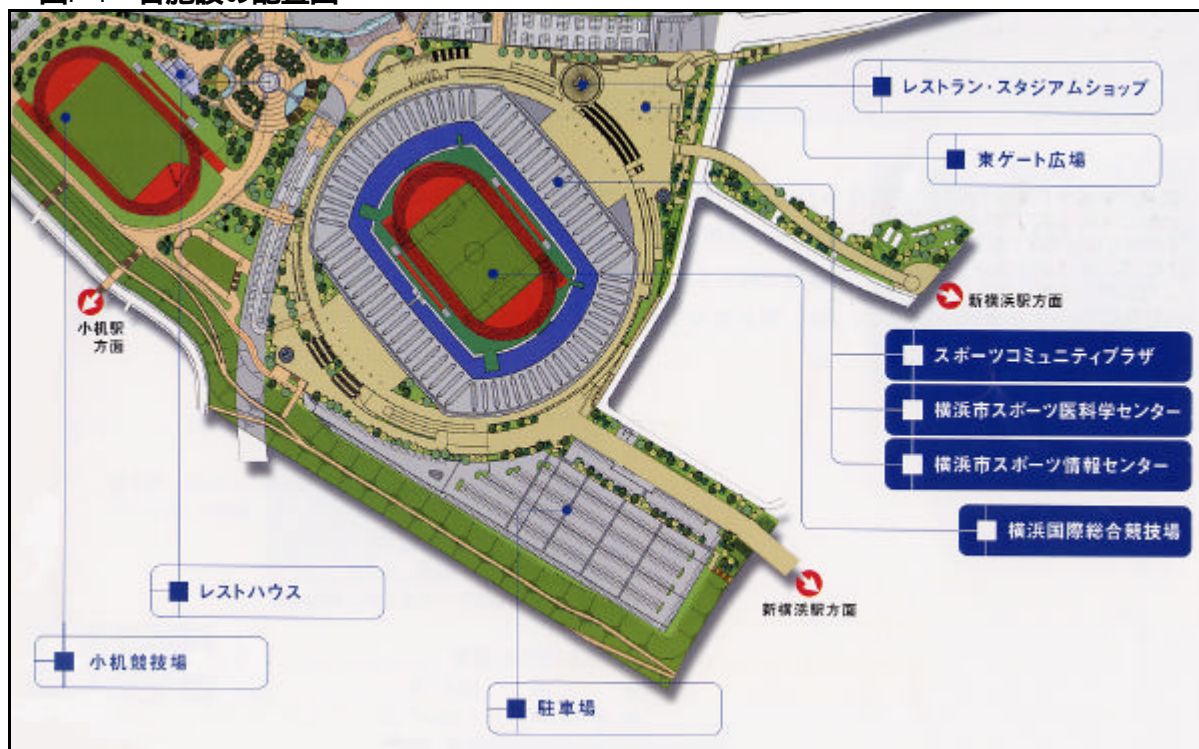 レストラン・スタジアムショップ
東ゲート広場
新横浜駅方面
小机駅
方面
スポーツコミュニティプラザ
横浜市スポーツ医科学センター
横浜市スポーツ情報センター
横浜国際総合競技場
レストハウス
新横浜駅方面
小机競技場
駐車場